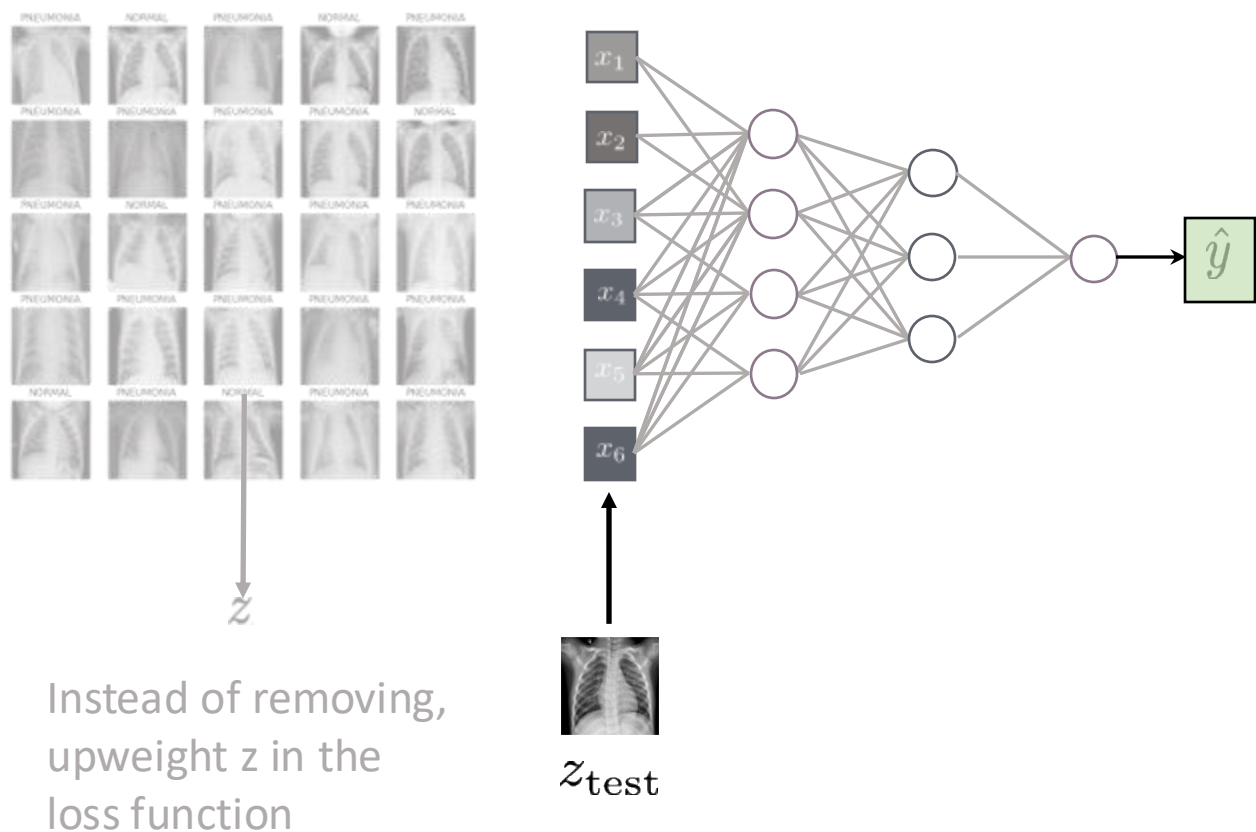 PNEUMONIA NORMAL PNEUMONIA NORMAL PNEUMONIA
PNEUMONIA PNEUMONIA PNEUMONIA PNEUMONIA NORMAL
PNEUMONIA NORMAL PNEUMONIA PNEUMONIA PNEUMONIA
PNEUMONIA PNEUMONIA PNEUMONIA PNEUMONIA PNEUMONIA
NORMAL PNEUMONIA NORMAL PNEUMONIA PNEUMONIA
z
Instead of removing,
upweight z in the
loss function
x₁
x₂
x₃
x₄
x₅
x₆
z_test
ŷ